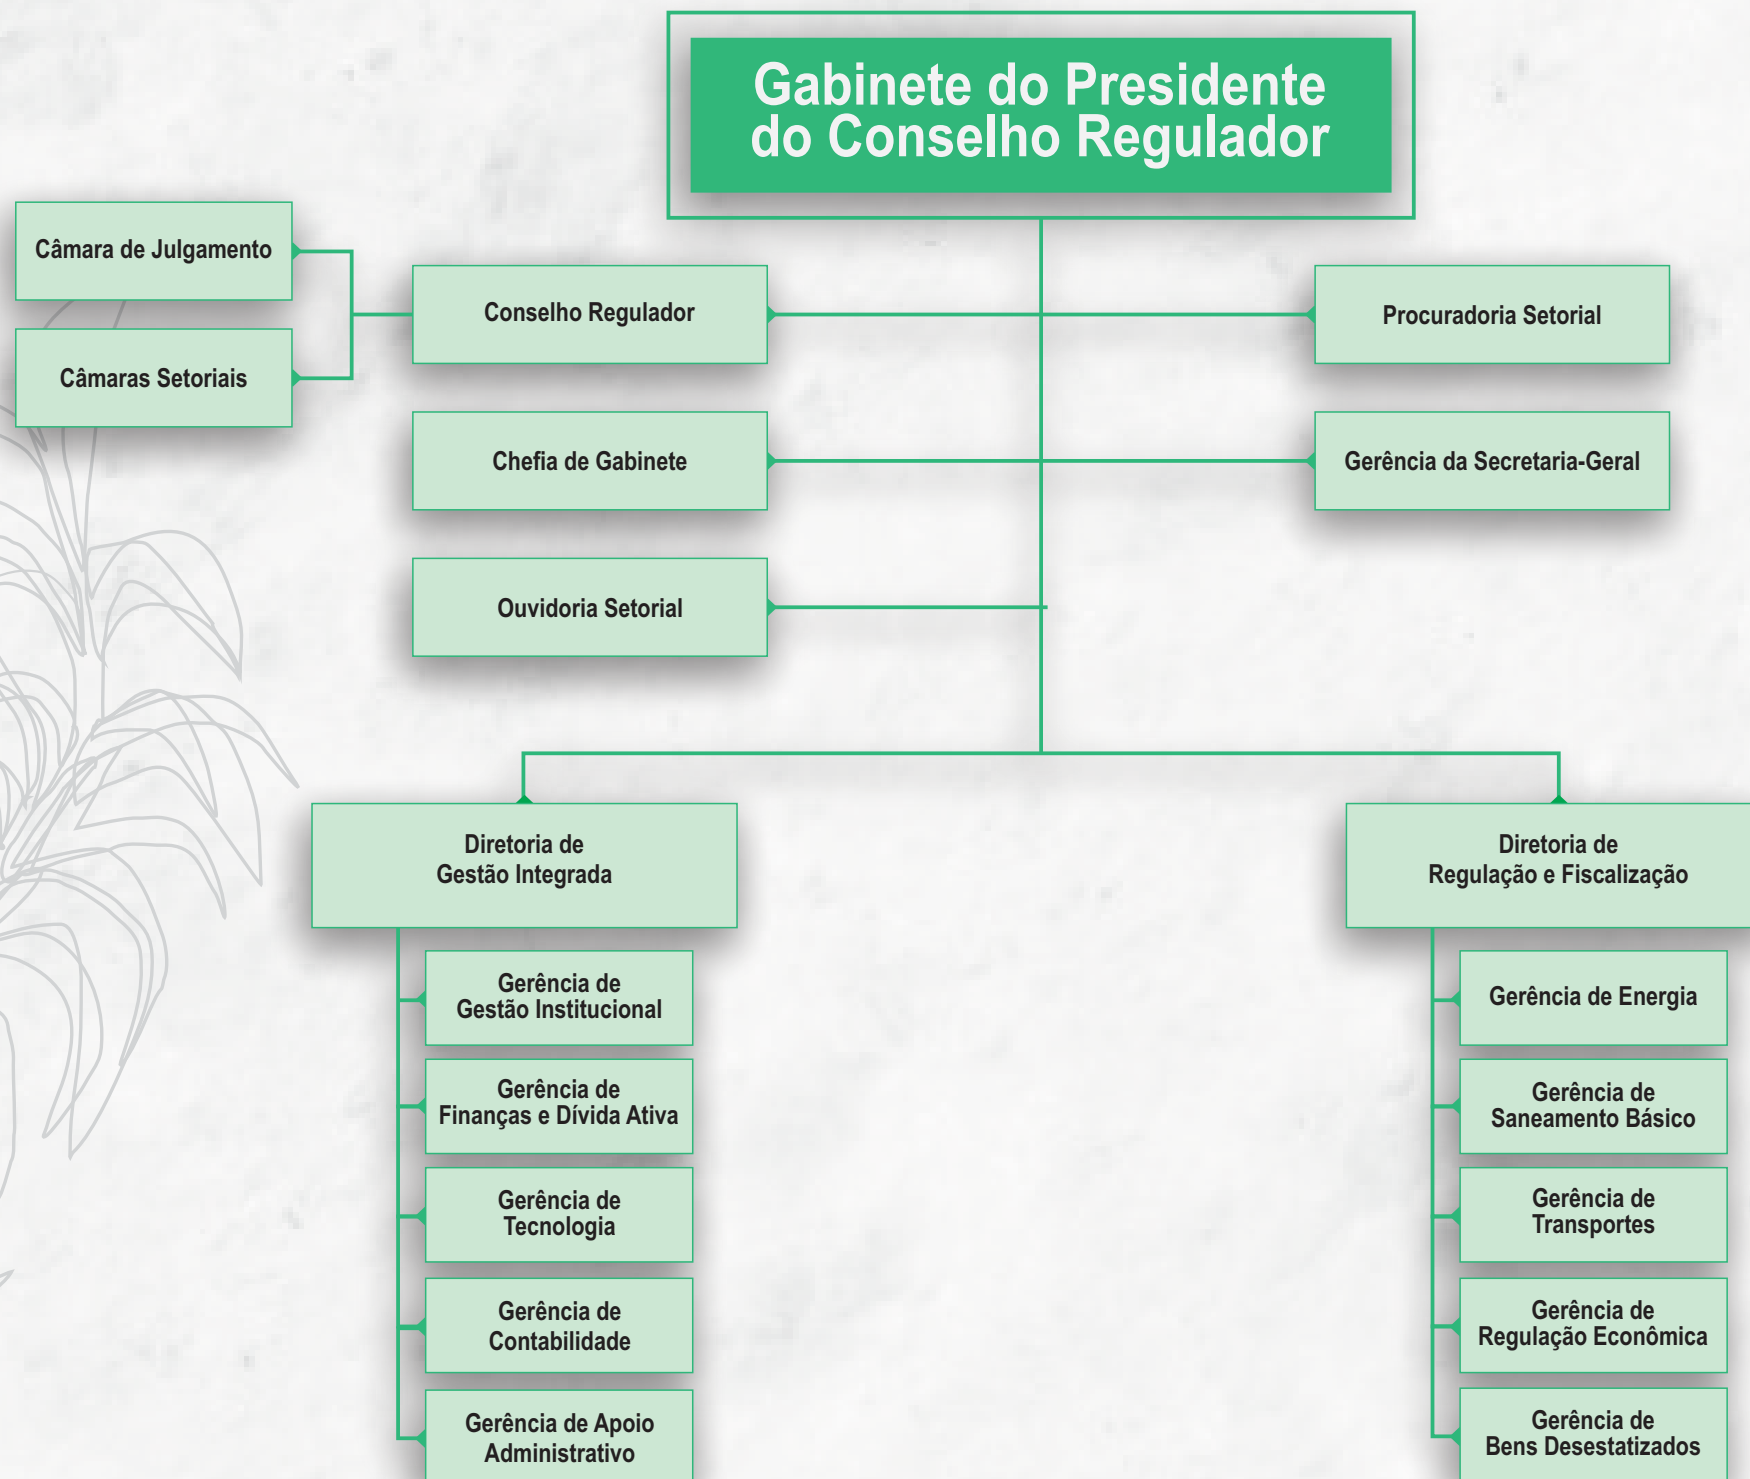 Gabinete do Presidente
do Conselho Regulador
Câmara de Julgamento
Câmaras Setoriais
Conselho Regulador
Procuradoria Setorial
Chefia de Gabinete
Gerência da Secretaria-Geral
Ouvidoria Setorial
Diretoria de
Gestão Integrada
Gerência de
Gestão Institucional
Gerência de
Finanças e Dívida Ativa
Gerência de
Tecnologia
Gerência de
Contabilidade
Gerência de Apoio
Administrativo
Diretoria de
Regulação e Fiscalização
Gerência de Energia
Gerência de
Saneamento Básico
Gerência de
Transportes
Gerência de
Regulação Econômica
Gerência de
Bens Desestatizados